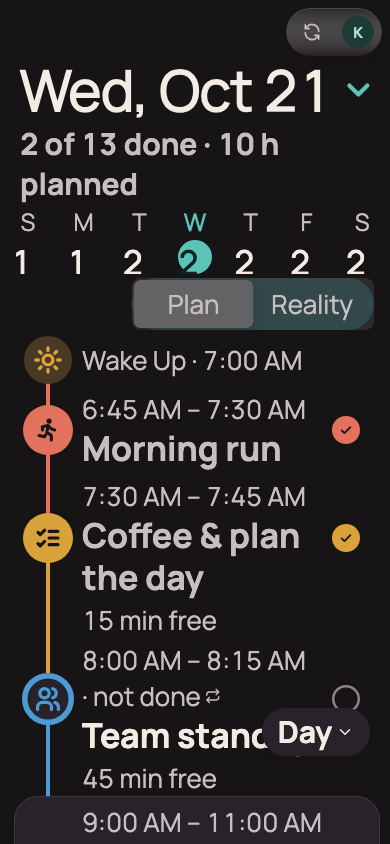 K
Wed, Oct 21
2 of 13 done · 10 h
planned
S M T W T F S
1 1 2 2 2 2 2
Plan Reality
Wake Up · 7:00 AM
6:45 AM – 7:30 AM
Morning run
7:30 AM – 7:45 AM
Coffee & plan
the day
15 min free
8:00 AM – 8:15 AM
· not done
Team stand
Day
45 min free
9:00 AM – 11:00 AM